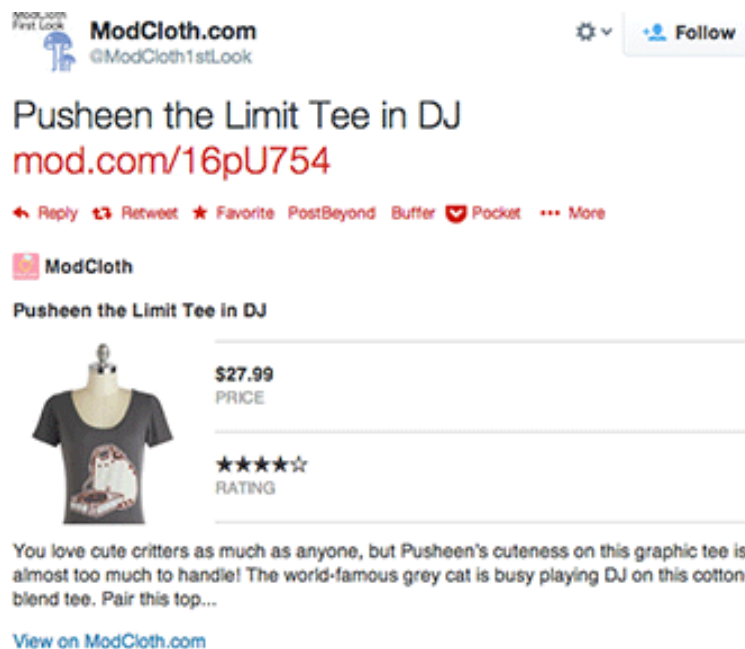 ModCloth
First Look
ModCloth.com
@ModCloth1stLook
Follow
Pusheen the Limit Tee in DJ
mod.com/16pU754
Reply Retweet Favorite PostBeyond Buffer Pocket ••• More
ModCloth
Pusheen the Limit Tee in DJ
$27.99
PRICE
★★★★☆
RATING
You love cute critters as much as anyone, but Pusheen's cuteness on this graphic tee is
almost too much to handle! The world-famous grey cat is busy playing DJ on this cotton
blend tee. Pair this top...
View on ModCloth.com